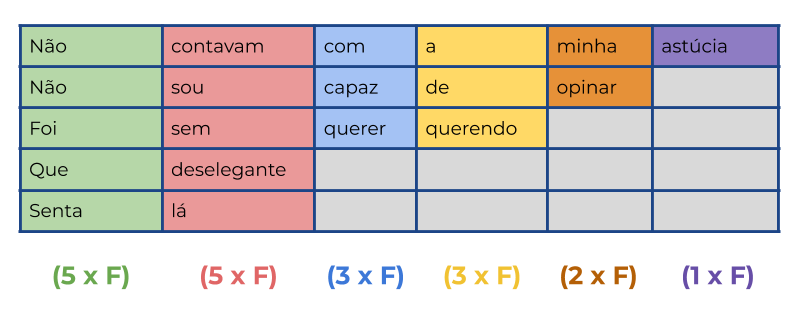 Não contavam com a minha astúcia
Não sou capaz de opinar
Foi sem querer querendo
Que deselegante
Senta lá
(5 x F) (5 x F) (3 x F) (3 x F) (2 x F) (1 x F)